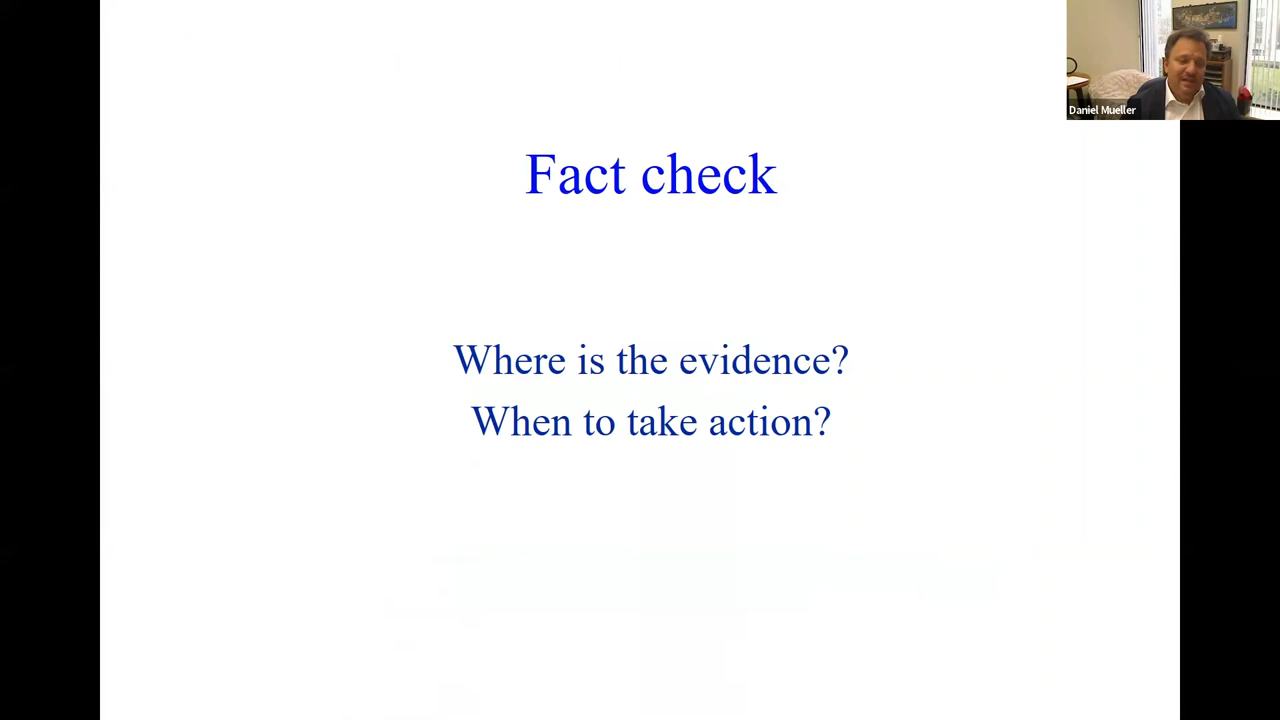 Fact check
Where is the evidence?
When to take action?
Daniel Mueller